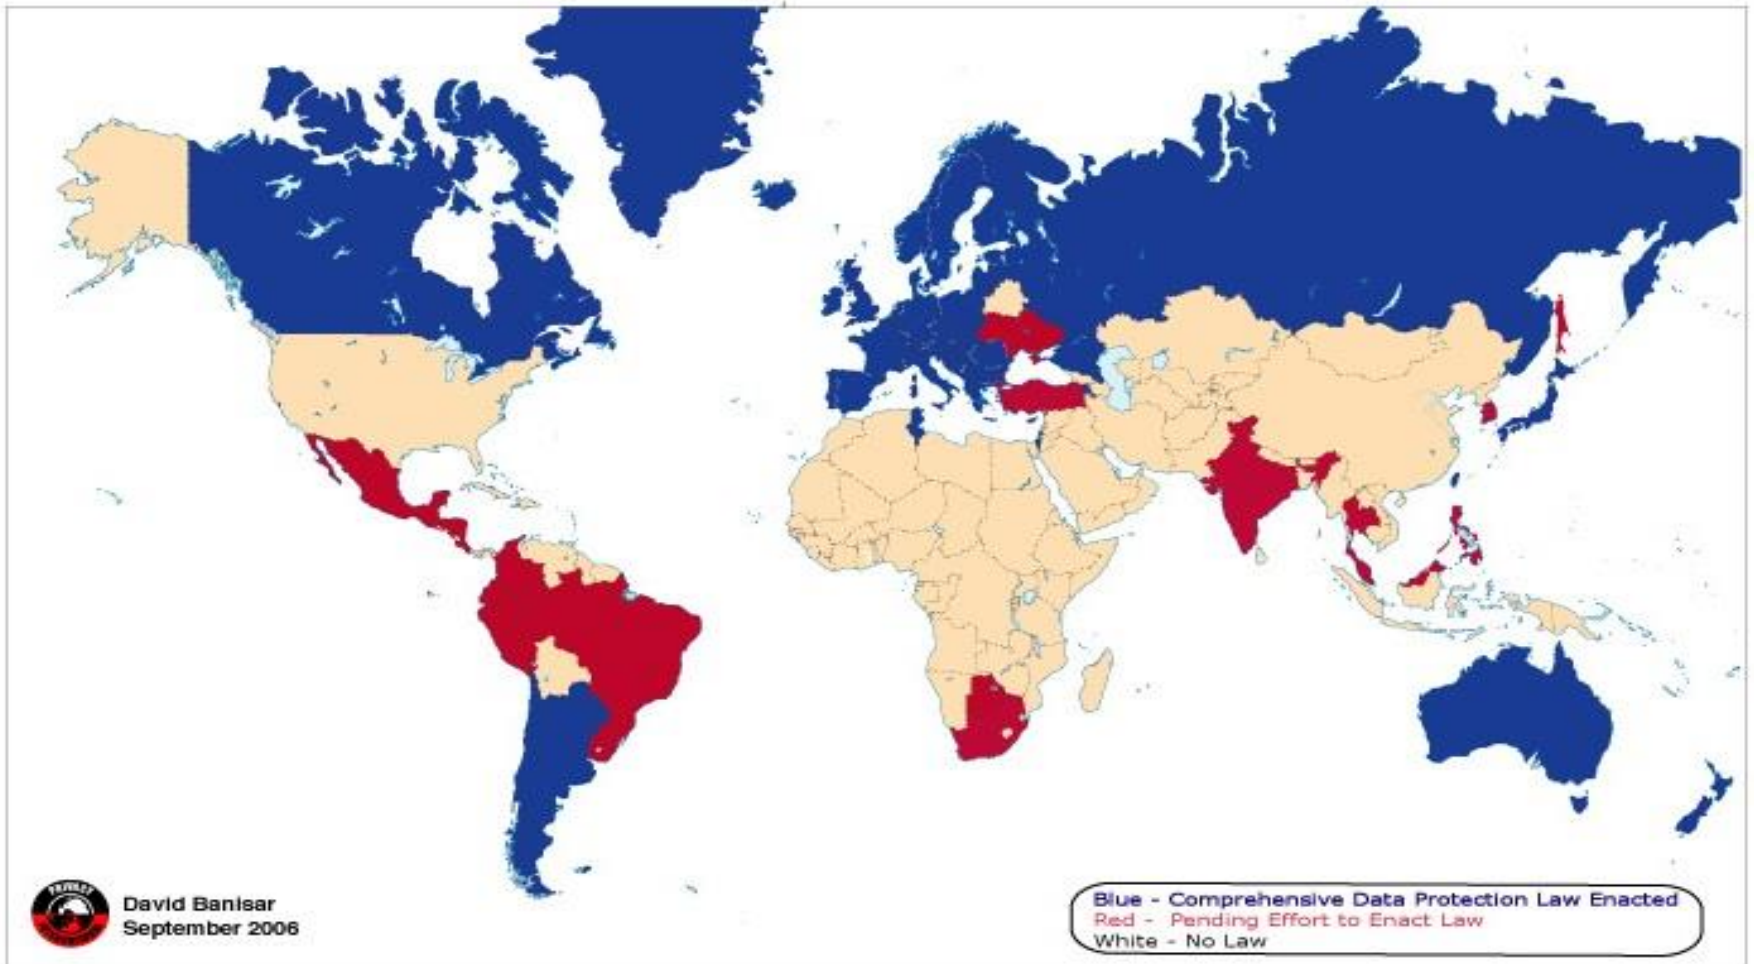 David Banisar
September 2006
Blue - Comprehensive Data Protection Law Enacted
Red - Pending Effort to Enact Law
White - No Law
PRIVACY